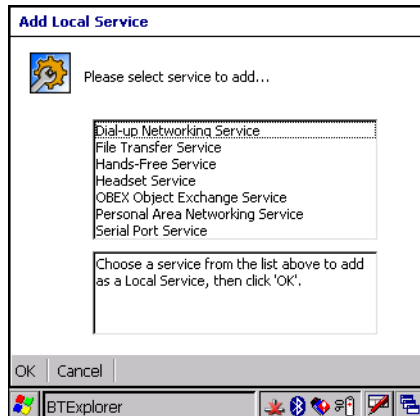 Add Local Service
Please select service to add...
Dial-up Networking Service
File Transfer Service
Hands-Free Service
Headset Service
OBEX Object Exchange Service
Personal Area Networking Service
Serial Port Service
Choose a service from the list above to add
as a Local Service, then click 'OK'.
OK Cancel
BTExplorer